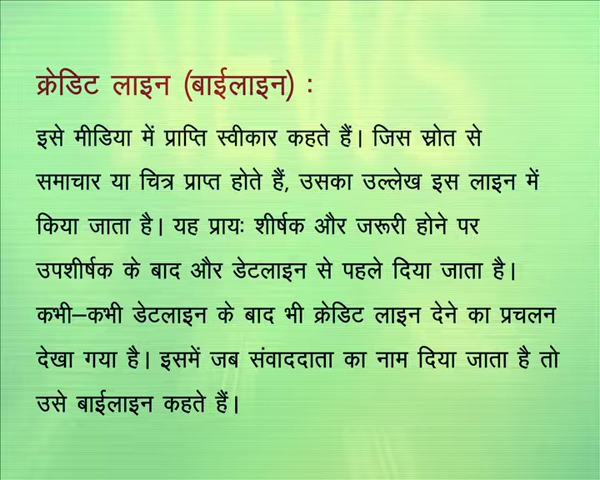 क्रेडिट लाइन (बाईलाइन) :
इसे मीडिया में प्राप्ति स्वीकार कहते हैं। जिस स्रोत से
समाचार या चित्र प्राप्त होते हैं, उसका उल्लेख इस लाइन में
किया जाता है। यह प्रायः शीर्षक और जरूरी होने पर
उपशीर्षक के बाद और डेटलाइन से पहले दिया जाता है।
कभी–कभी डेटलाइन के बाद भी क्रेडिट लाइन देने का प्रचलन
देखा गया है। इसमें जब संवाददाता का नाम दिया जाता है तो
उसे बाईलाइन कहते हैं।